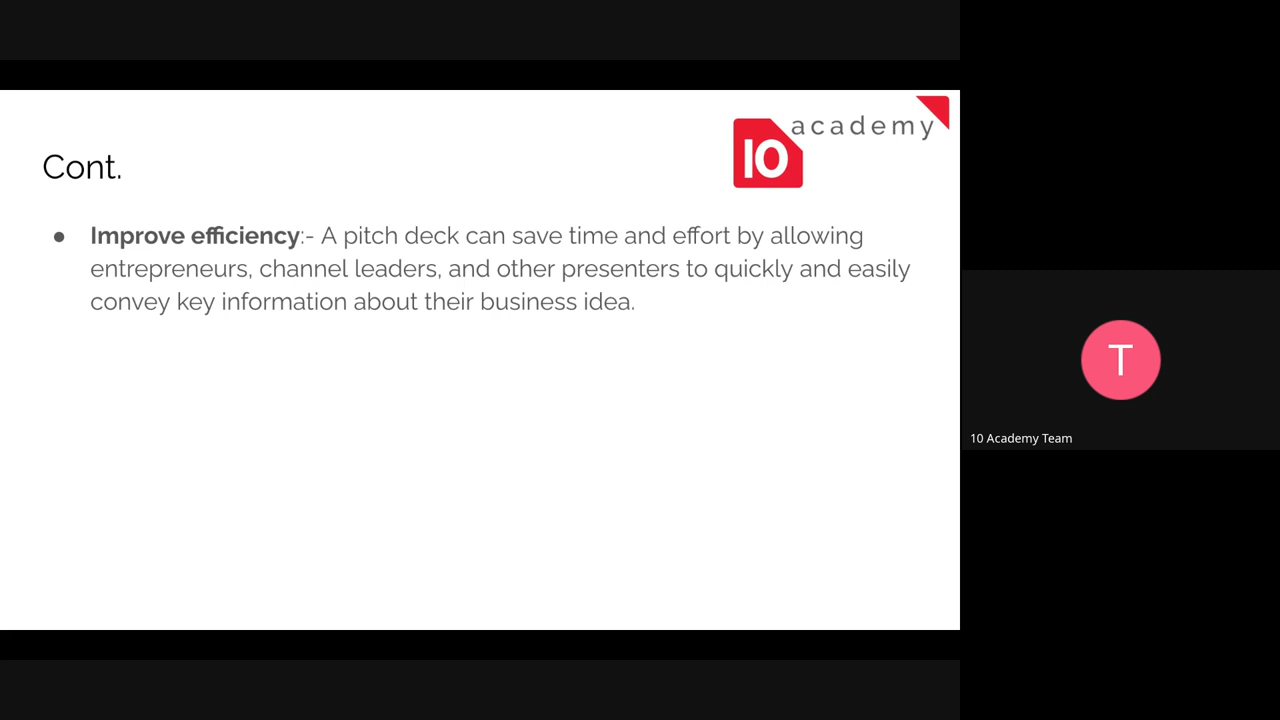 academy
10
Cont.
● Improve efficiency:- A pitch deck can save time and effort by allowing
entrepreneurs, channel leaders, and other presenters to quickly and easily
convey key information about their business idea.
T
10 Academy Team